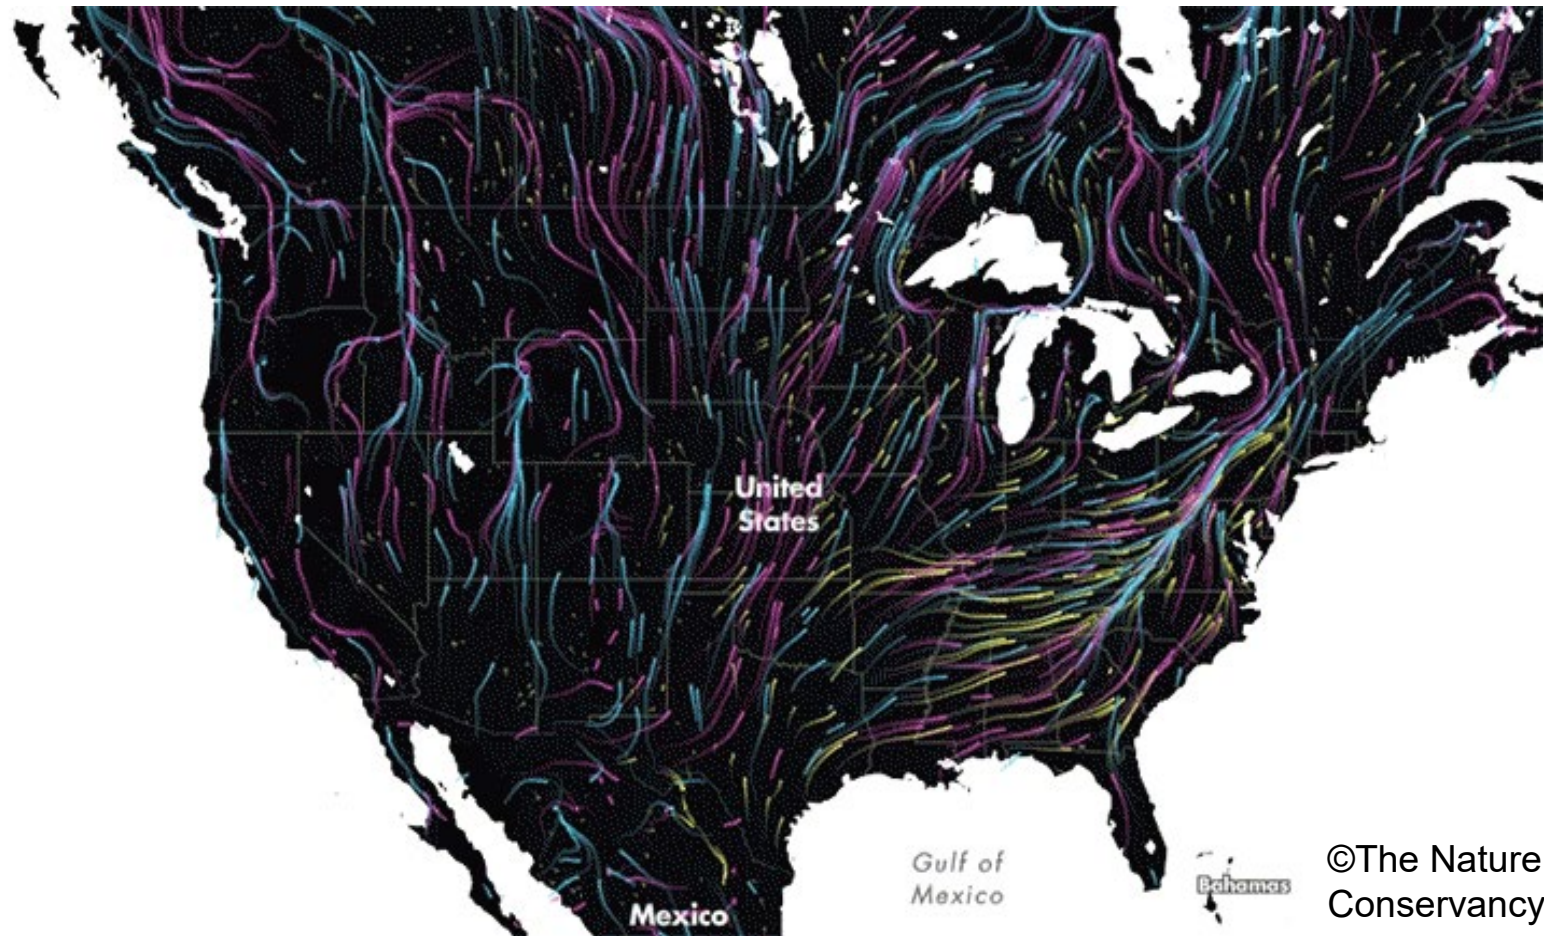 United
States
Gulf of
Mexico
Bahamas
Mexico
©The Nature
Conservancy